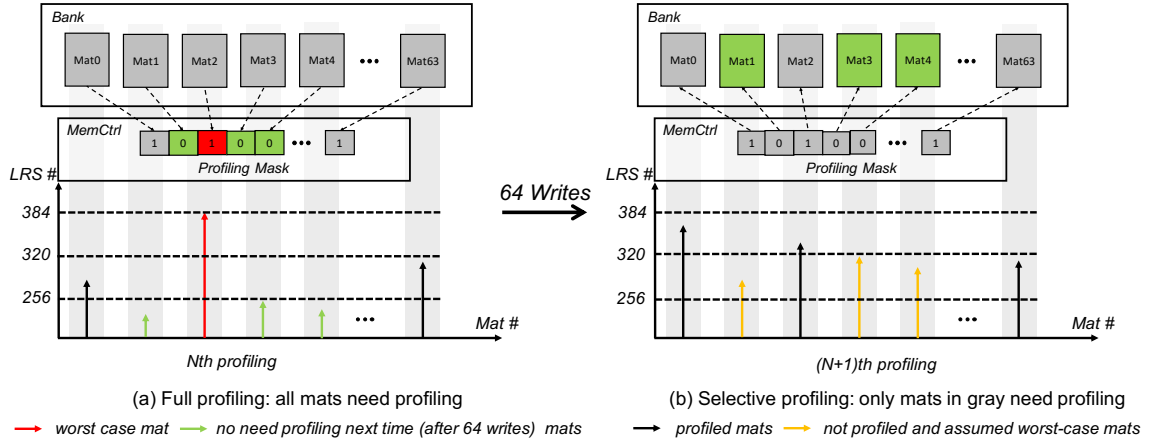 Bank
Mat0 Mat1 Mat2 Mat3 Mat4 ••• Mat63
MemCtrl
1 0 1 0 0 ••• 1
Profiling Mask
LRS #
384
320
256
•••
Mat #
Nth profiling
(a) Full profiling: all mats need profiling
64 Writes
Bank
Mat0 Mat1 Mat2 Mat3 Mat4 ••• Mat63
MemCtrl
1 0 1 0 0 ••• 1
Profiling Mask
LRS #
384
320
256
•••
Mat #
(N+1)th profiling
(b) Selective profiling: only mats in gray need profiling
worst case mat no need profiling next time (after 64 writes) mats profiled mats not profiled and assumed worst-case mats